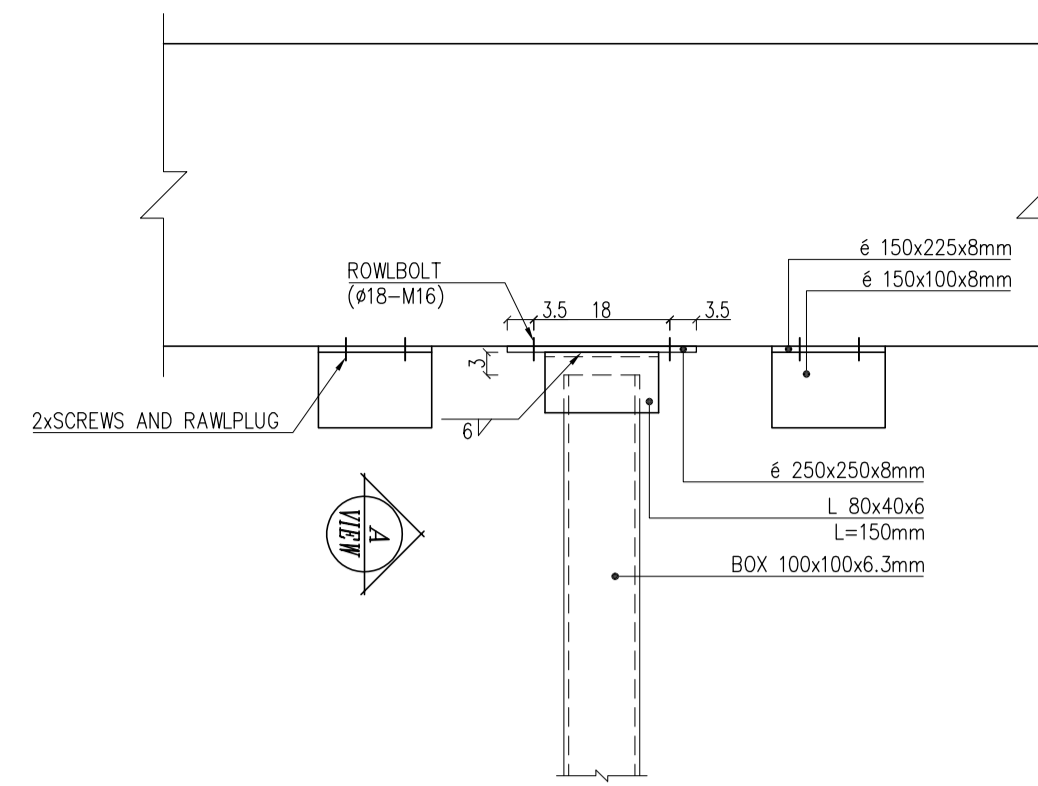 é 150x225x8mm
é 150x100x8mm
ROWLBOLT
(ø18-M16)
3.5 18 3.5
3
2xSCREWS AND RAWLPLUG
6
é 250x250x8mm
L 80x40x6
L=150mm
BOX 100x100x6.3mm
A
VIEW